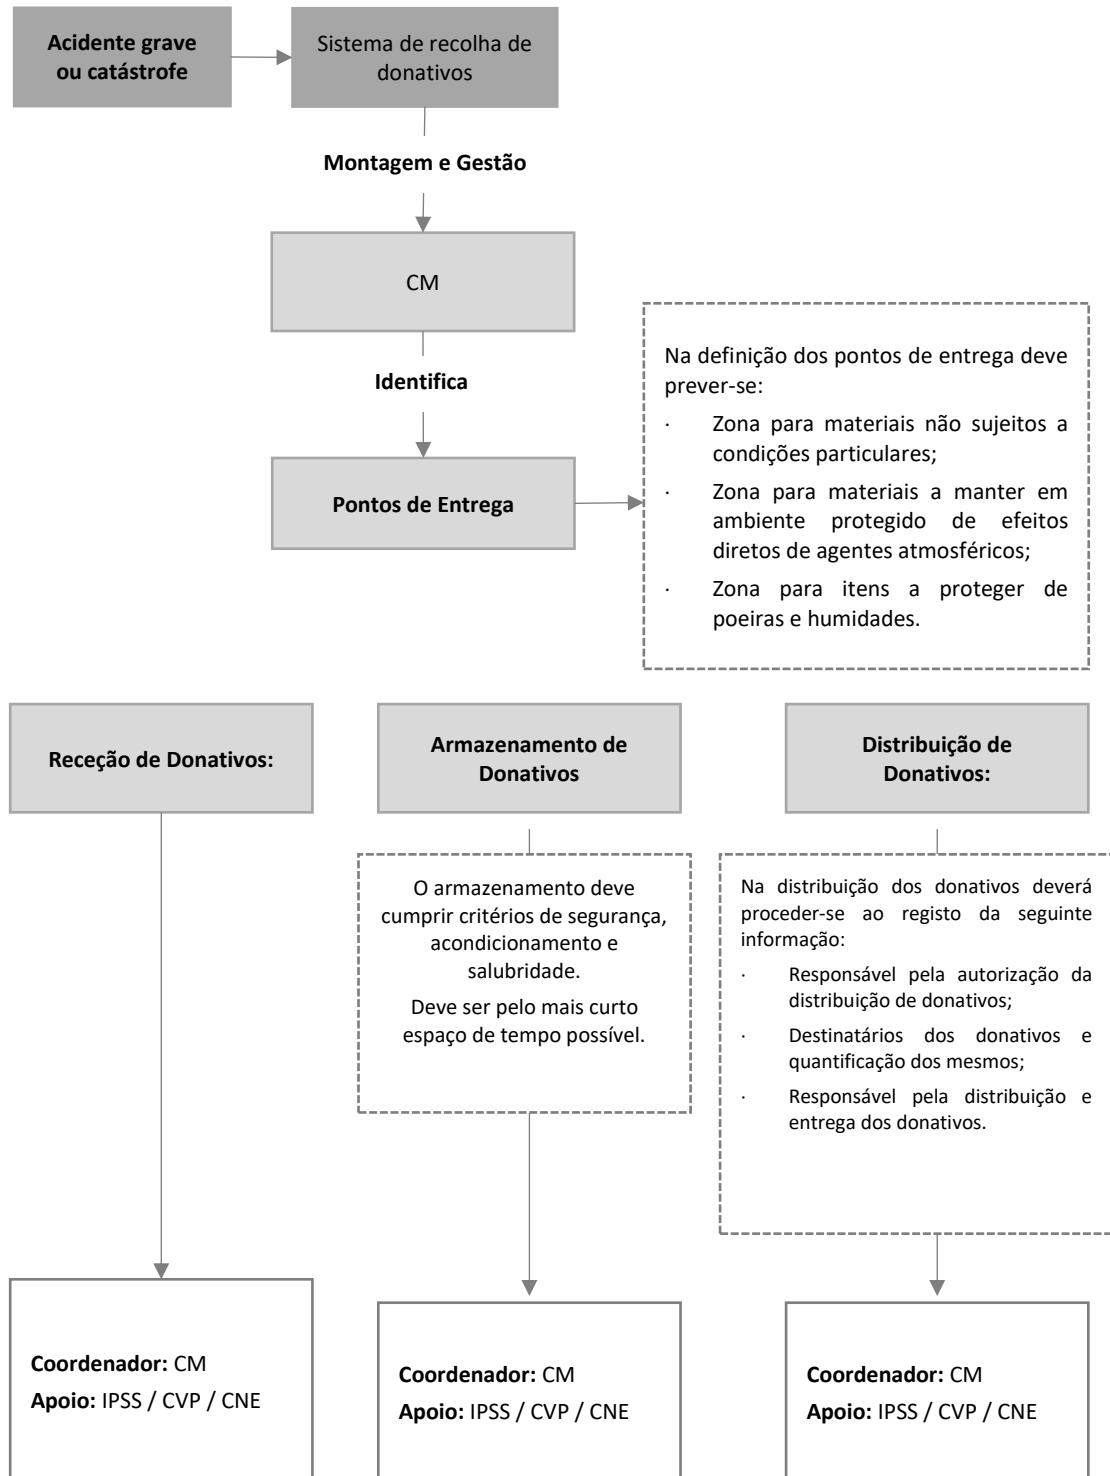 Acidente grave
ou catástrofe
Sistema de recolha de
donativos
Montagem e Gestão
CM
Identifica
Pontos de Entrega
Na definição dos pontos de entrega deve
prever-se:
· Zona para materiais não sujeitos a
condições particulares;
· Zona para materiais a manter em
ambiente protegido de efeitos
diretos de agentes atmosféricos;
· Zona para itens a proteger de
poeiras e humidades.
Receção de Donativos:
Armazenamento de
Donativos
Distribuição de
Donativos:
O armazenamento deve
cumprir critérios de segurança,
acondicionamento e
salubridade.
Deve ser pelo mais curto
espaço de tempo possível.
Na distribuição dos donativos deverá
proceder-se ao registo da seguinte
informação:
· Responsável pela autorização da
distribuição de donativos;
· Destinatários dos donativos e
quantificação dos mesmos;
· Responsável pela distribuição e
entrega dos donativos.
Coordenador: CM
Apoio: IPSS / CVP / CNE
Coordenador: CM
Apoio: IPSS / CVP / CNE
Coordenador: CM
Apoio: IPSS / CVP / CNE